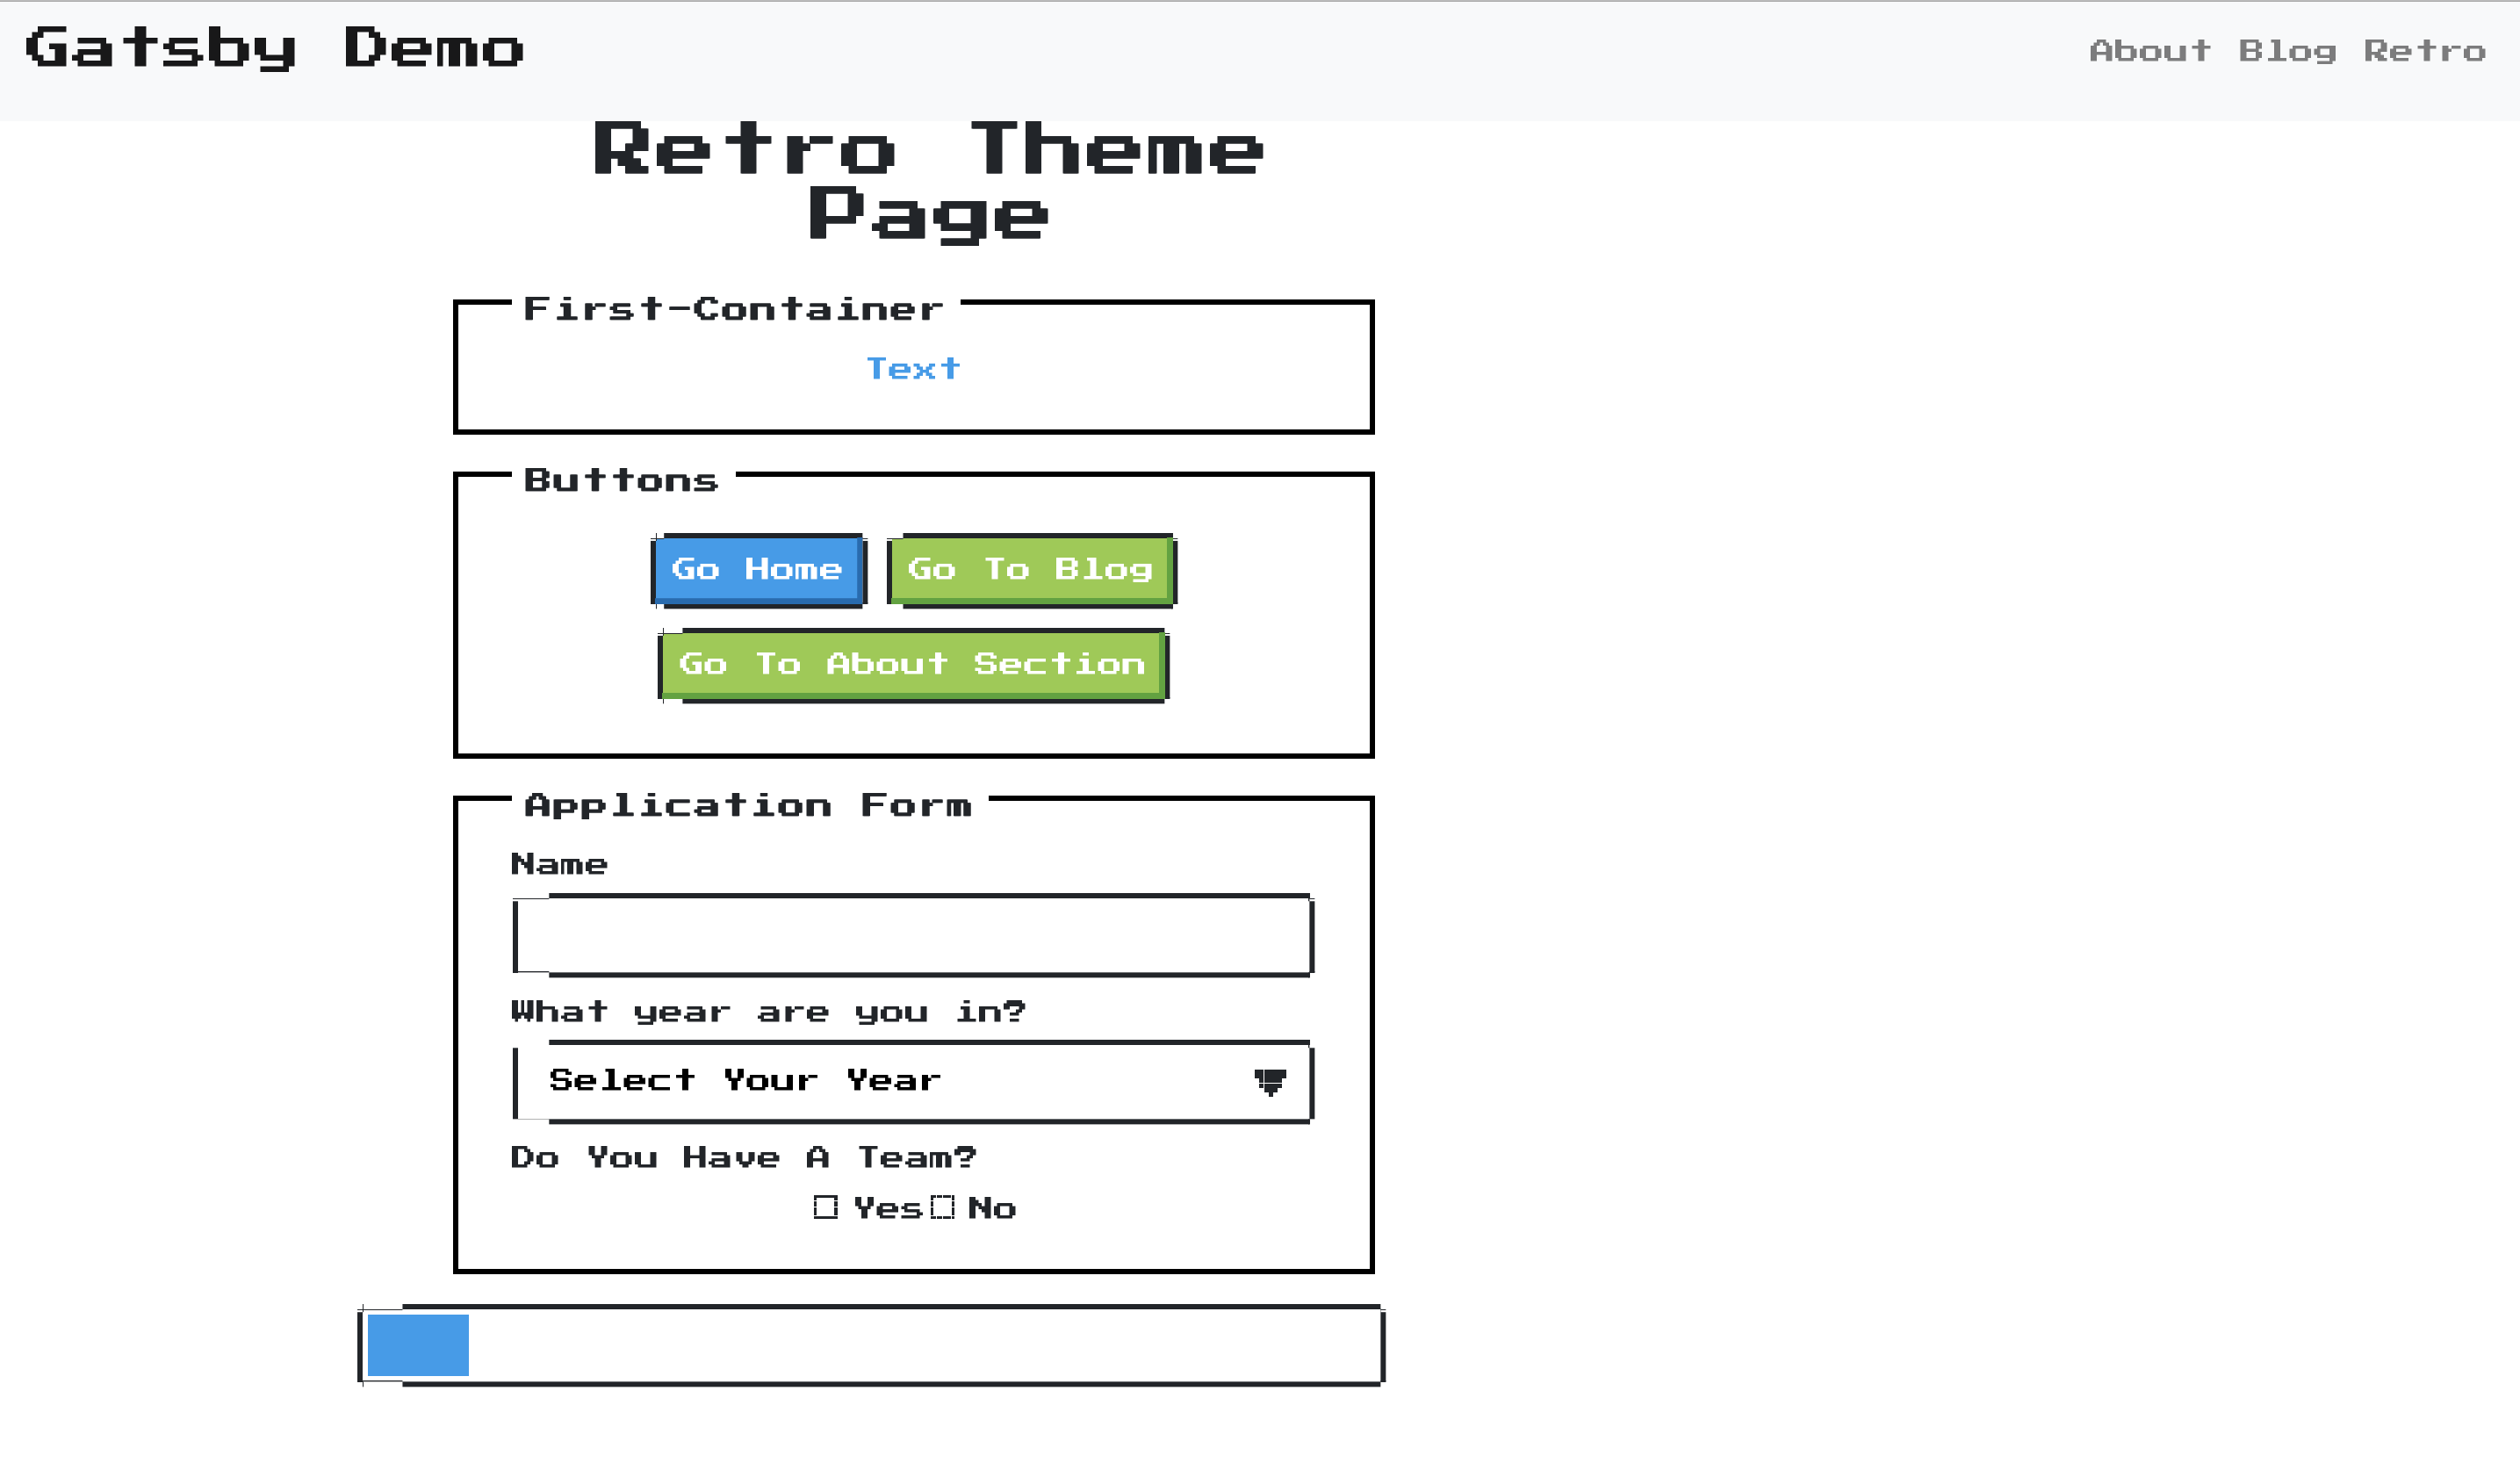 Gatsby Demo
About Blog Retro
Retro Theme
Page
First-Container
Text
Buttons
Go Home
Go To Blog
Go To About Section
Application Form
Name
What year are you in?
Select Your Year
Do You Have A Team?
Yes No